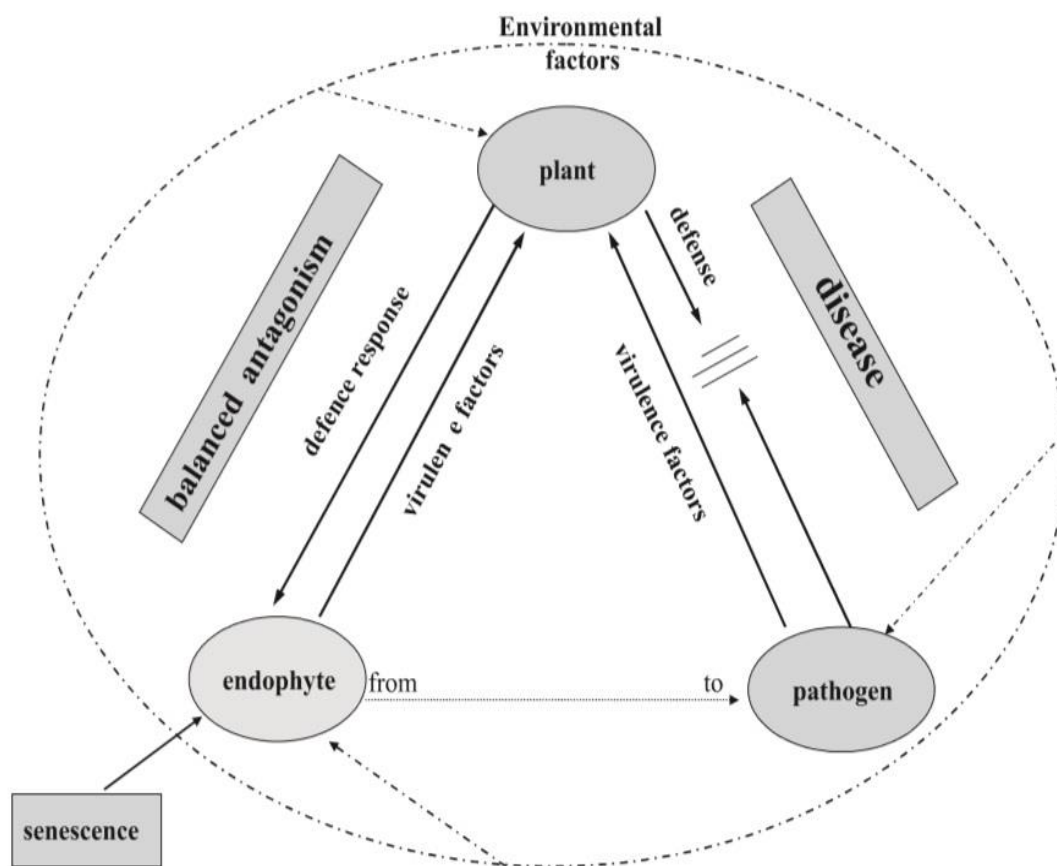 Environmental
factors
plant
defense
balanced antagonism
disease
defence response
virulen e factors
virulence factors
endophyte
from
to
pathogen
senescence